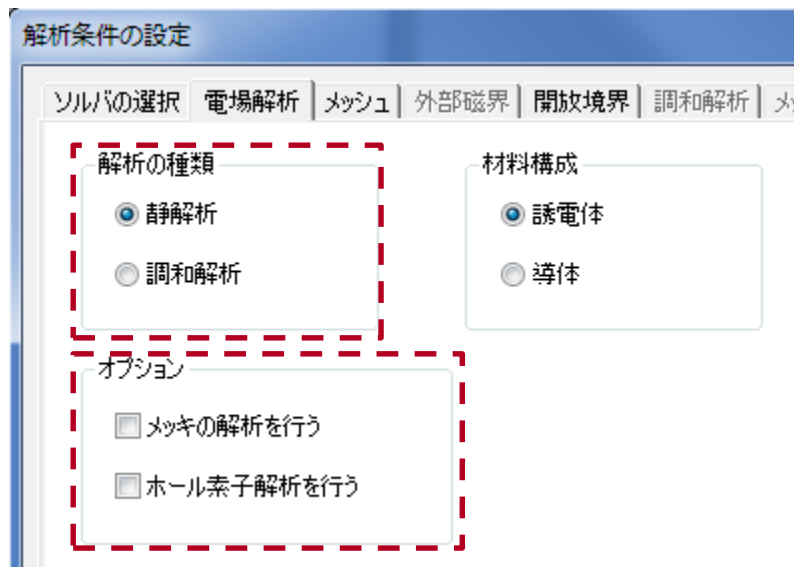 解析条件の設定
ソルバの選択 電場解析 メッシュ 外部磁界 開放境界 調和解析
解析の種類
静解析
調和解析
材料構成
誘電体
導体
オプション
メッキの解析を行う
ホール素子解析を行う